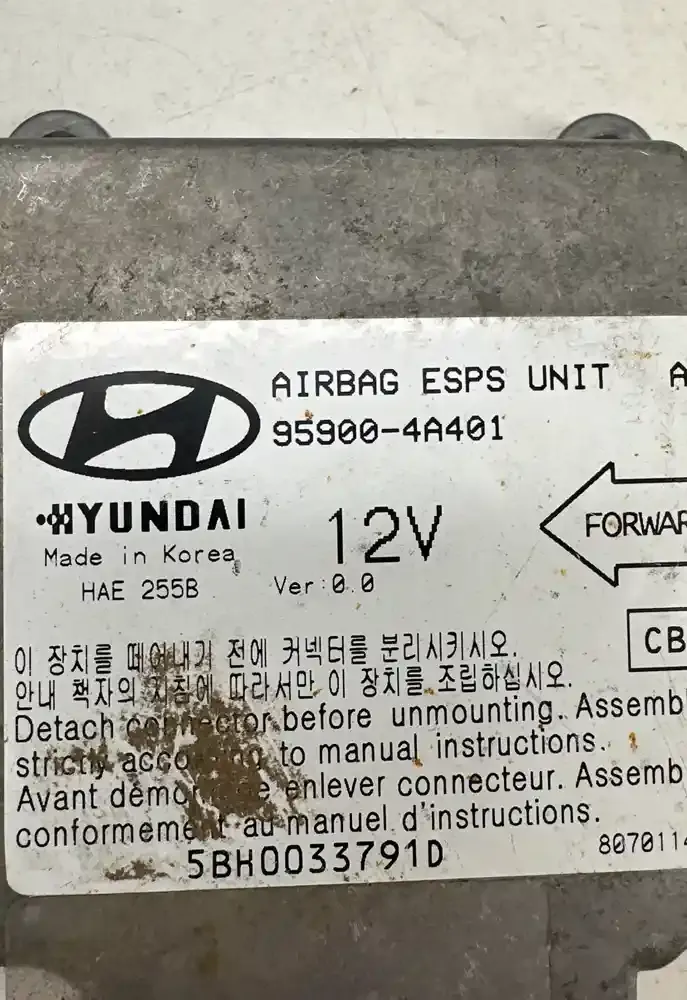 AIRBAG ESPS UNIT A
95900-4A401
HYUNDAI
12V
FORWAR
Made in Korea
HAE 255B
Ver:0.0
CB
이 장치를 떼어내기 전에 커넥터를 분리시키시오.
안내 책자의 지침에 따라서만 이 장치를 조립하십시오.
Detach connector before unmounting. Assemb
strictly according to manual instructions.
Avant démo enlever connecteur. Assemb
conformement au manuel d'instructions.
5BH0033791D
8070114